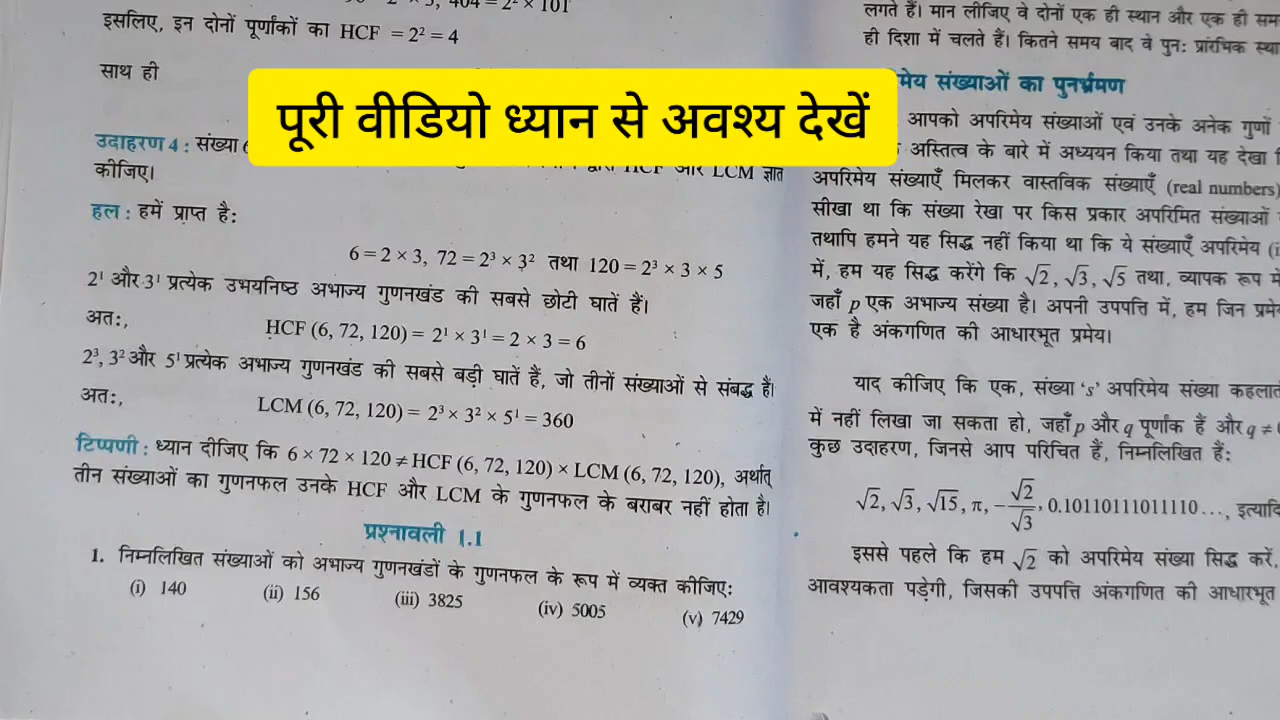 404 = 2² × 101
इसलिए, इन दोनों पूर्णांकों का HCF = 2² = 4
साथ ही
पूरी वीडियो ध्यान से अवश्य देखें
उदाहरण 4 : संख्या
द्वारा HCF और LCM ज्ञात
कीजिए।
हल : हमें प्राप्त है:
6 = 2 × 3, 72 = 2³ × 3² तथा 120 = 2³ × 3 × 5
2¹ और 3¹ प्रत्येक उभयनिष्ठ अभाज्य गुणनखंड की सबसे छोटी घातें हैं।
अतः, HCF (6, 72, 120) = 2¹ × 3¹ = 2 × 3 = 6
2³, 3² और 5¹ प्रत्येक अभाज्य गुणनखंड की सबसे बड़ी घातें हैं, जो तीनों संख्याओं से संबद्ध हैं।
अतः, LCM (6, 72, 120) = 2³ × 3² × 5¹ = 360
टिप्पणी : ध्यान दीजिए कि 6 × 72 × 120 ≠ HCF (6, 72, 120) × LCM (6, 72, 120), अर्थात्
तीन संख्याओं का गुणनफल उनके HCF और LCM के गुणनफल के बराबर नहीं होता है।
प्रश्नावली 1.1
1. निम्नलिखित संख्याओं को अभाज्य गुणनखंडों के गुणनफल के रूप में व्यक्त कीजिए:
(i) 140 (ii) 156 (iii) 3825 (iv) 5005 (v) 7429
लगते हैं। मान लीजिए वे दोनों एक ही स्थान और एक ही
ही दिशा में चलते हैं। कितने समय बाद वे पुन: प्रारंभिक
संख्याओं का पुनर्भ्रमण
आपको अपरिमेय संख्याओं एवं उनके अनेक गुणों
अस्तित्व के बारे में अध्ययन किया तथा यह देखा
अपरिमेय संख्याएँ मिलकर वास्तविक संख्याएँ (real numbers)
सीखा था कि संख्या रेखा पर किस प्रकार अपरिमित संख्याओं
तथापि हमने यह सिद्ध नहीं किया था कि ये संख्याएँ अपरिमेय
में, हम यह सिद्ध करेंगे कि √2, √3, √5 तथा, व्यापक रूप
जहाँ p एक अभाज्य संख्या है। अपनी उपपत्ति में, हम जिन
एक है अंकगणित की आधारभूत प्रमेय।
याद कीजिए कि एक, संख्या ‘s’ अपरिमेय संख्या
में नहीं लिखा जा सकता हो, जहाँ p और q पूर्णांक हैं और q ≠
कुछ उदाहरण, जिनसे आप परिचित हैं, निम्नलिखित हैं:
√2, √3, √15, π, -√2/√3, 0.10110111011110..., इत्यादि
इससे पहले कि हम √2 को अपरिमेय संख्या सिद्ध करें,
आवश्यकता पड़ेगी, जिसकी उपपत्ति अंकगणित की आधारभूत